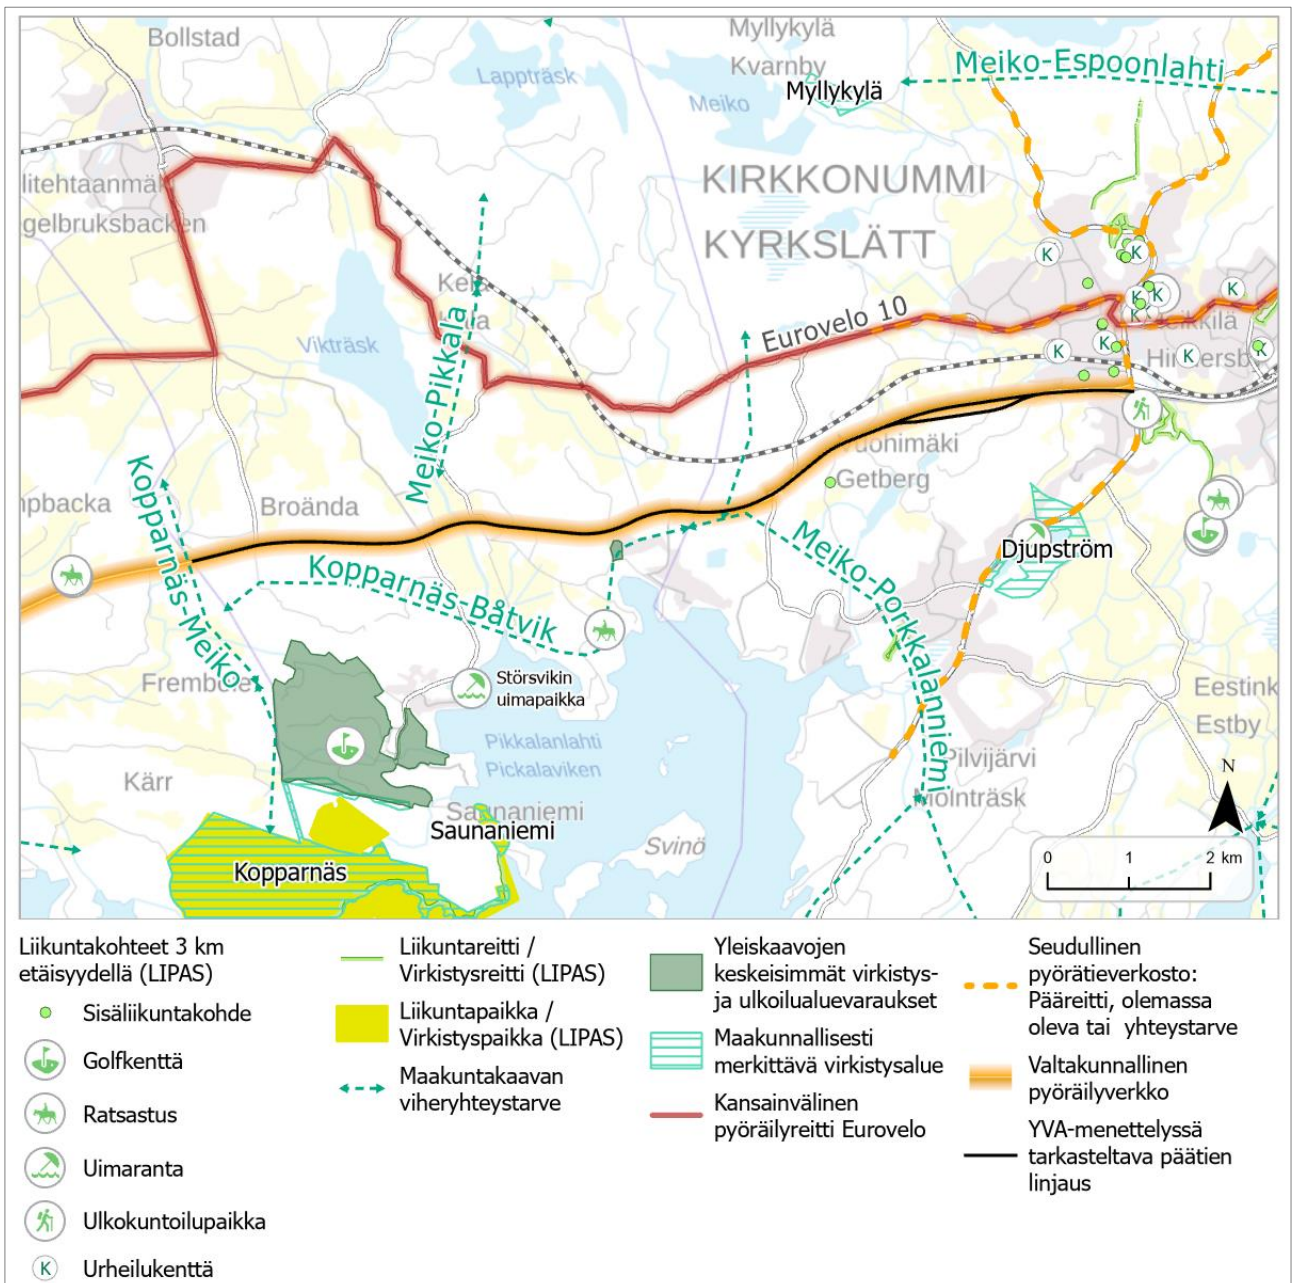 Bollstad
Myllykylä
Kvarnby
Lappträsk
Meiko
Myllykylä
Meiko-Espoonlahti
KIRKKONUMMI
KYRKSLÄTT
litehtaanmäki
gelbruksbacken
Kela
Vikträsk
Meiko-Pikkala
Eurovelo 10
K
K
K
K
K
K
K
K
K
K
Broända
Kopparnäs-Meiko
Kopparnäs-Båtvik
Getberg
Meiko-Porkkalanniemi
Djupström
Störsvikin
uimapaikka
Pikkalanlahti
Pickalaviken
Kärr
Saunaniemi
Saunaniemi
Kopparnäs
Svinö
Pilvijärvi
Molnträsk
Eestink
Estby
N
0 1 2 km
Liikuntakohteet 3 km
etäisyydellä (LIPAS)
Sisäliikuntakohde
Golfkenttä
Ratsastus
Uimaranta
Ulkokuntoilupaikka
K Urheilukenttä
Liikuntareitti /
Virkistysreitti (LIPAS)
Liikuntapaikka /
Virkistyspaikka (LIPAS)
Maakuntakaavan
viheryhteystarve
Yleiskaavojen
keskeisimmät virkistys-
ja ulkoilualuevaraukset
Maakunnallisesti
merkittävä virkistysalue
Kansainvälinen
pyöräilyreitti Eurovelo
Seudullinen
pyörätieverkosto:
Pääreitti, olemassa
oleva tai yhteystarve
Valtakunnallinen
pyöräilyverkko
YVA-menettelyssä
tarkasteltava päätien
linjaus